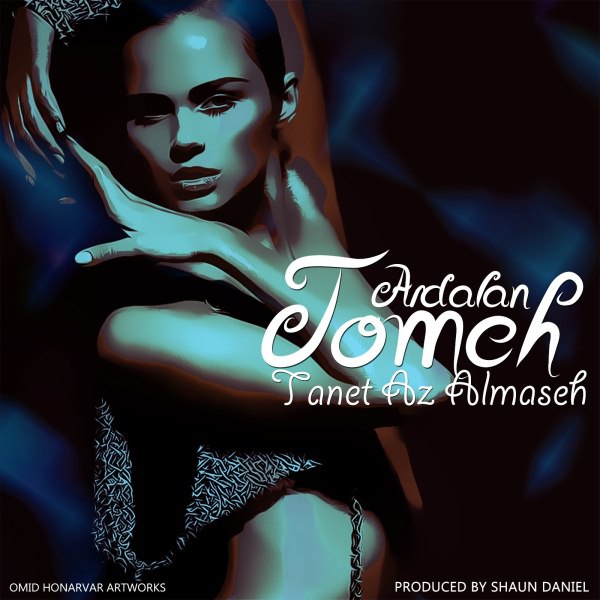 Ardalan
Tomeh
Tanet Az Almaseh
OMID HONARVAR ARTWORKS
PRODUCED BY SHAUN DANIEL